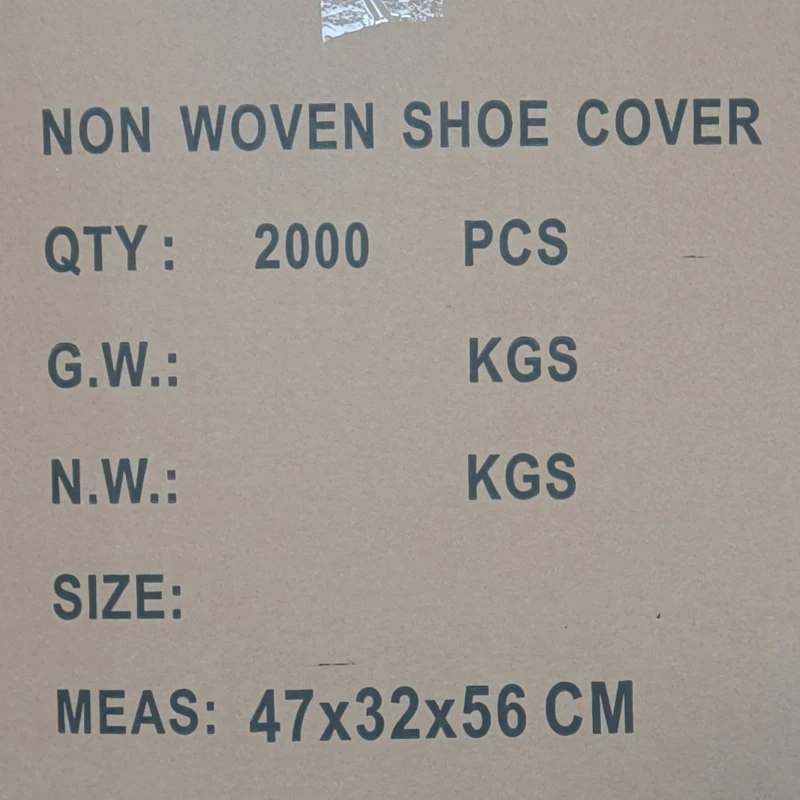 NON WOVEN SHOE COVER
QTY: 2000 PCS
G.W.: KGS
N.W.: KGS
SIZE:
MEAS: 47x32x56 CM